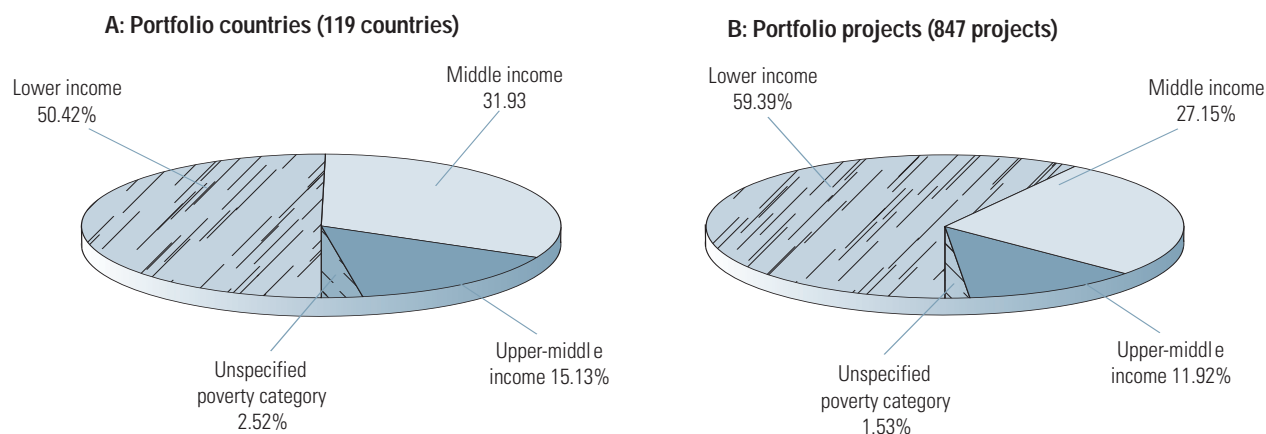 A: Portfolio countries (119 countries)
Lower income
50.42%
Middle income
31.93
Unspecified
poverty category
2.52%
Upper-middle
income 15.13%
B: Portfolio projects (847 projects)
Lower income
59.39%
Middle income
27.15%
Unspecified
poverty category
1.53%
Upper-middle
income 11.92%